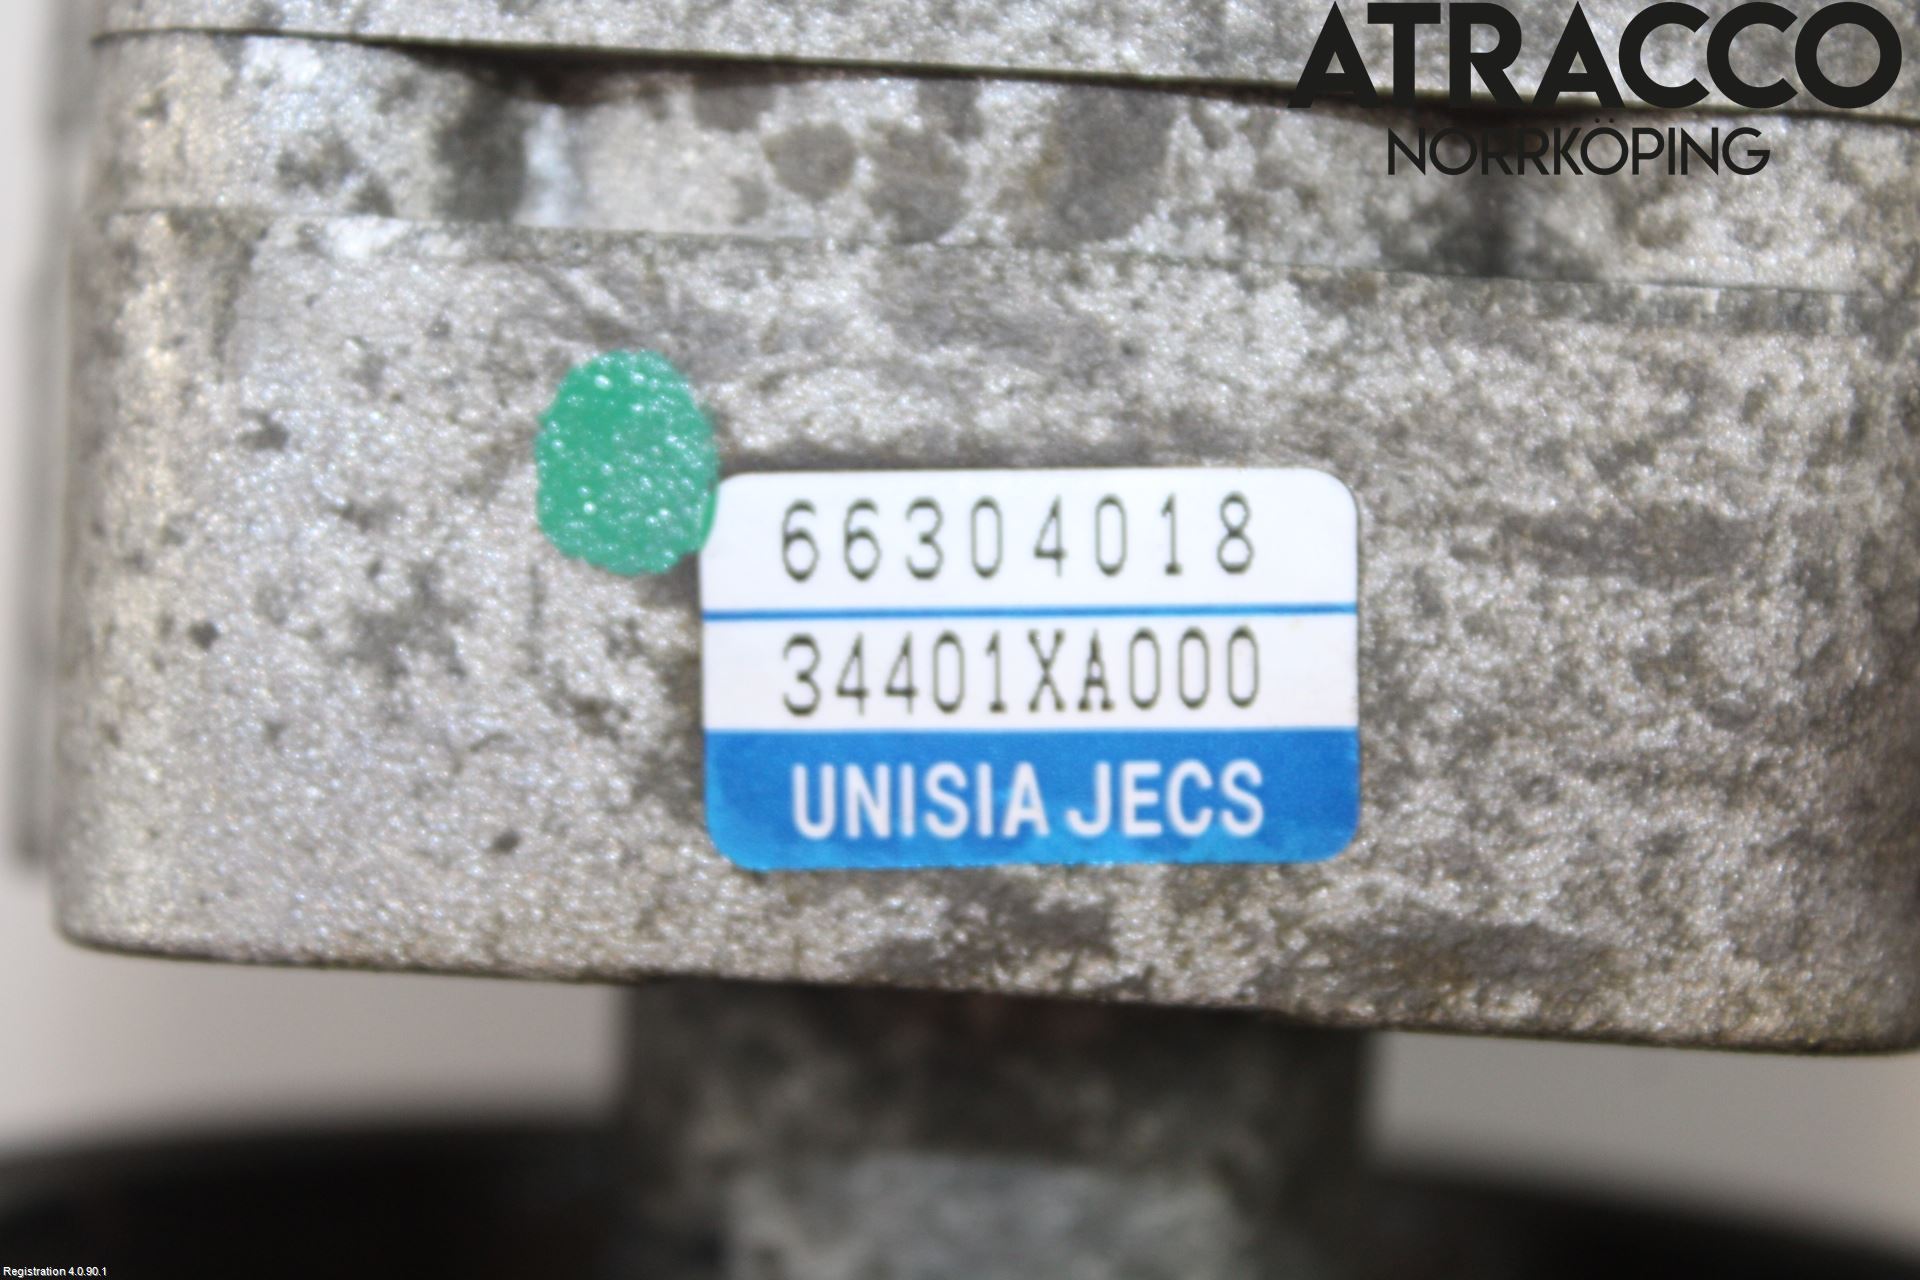 ATRACCO
NORRKÖPING
66304018
34401XA000
UNISIA JECS
Registration 4.0.90.1